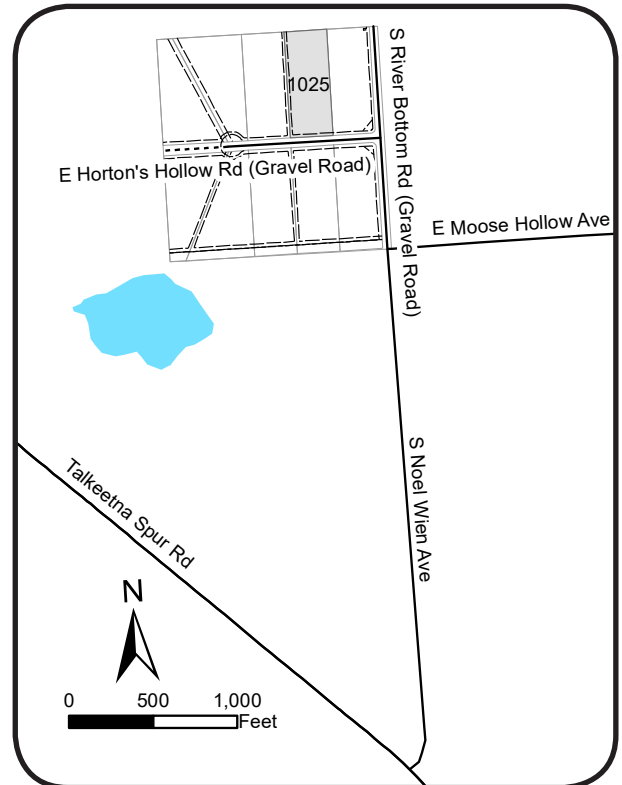 1025
S River Bottom Rd (Gravel Road)
E Horton's Hollow Rd (Gravel Road)
E Moose Hollow Ave
S Noel Wien Ave
Talkeetna Spur Rd
N
0 500 1,000
Feet